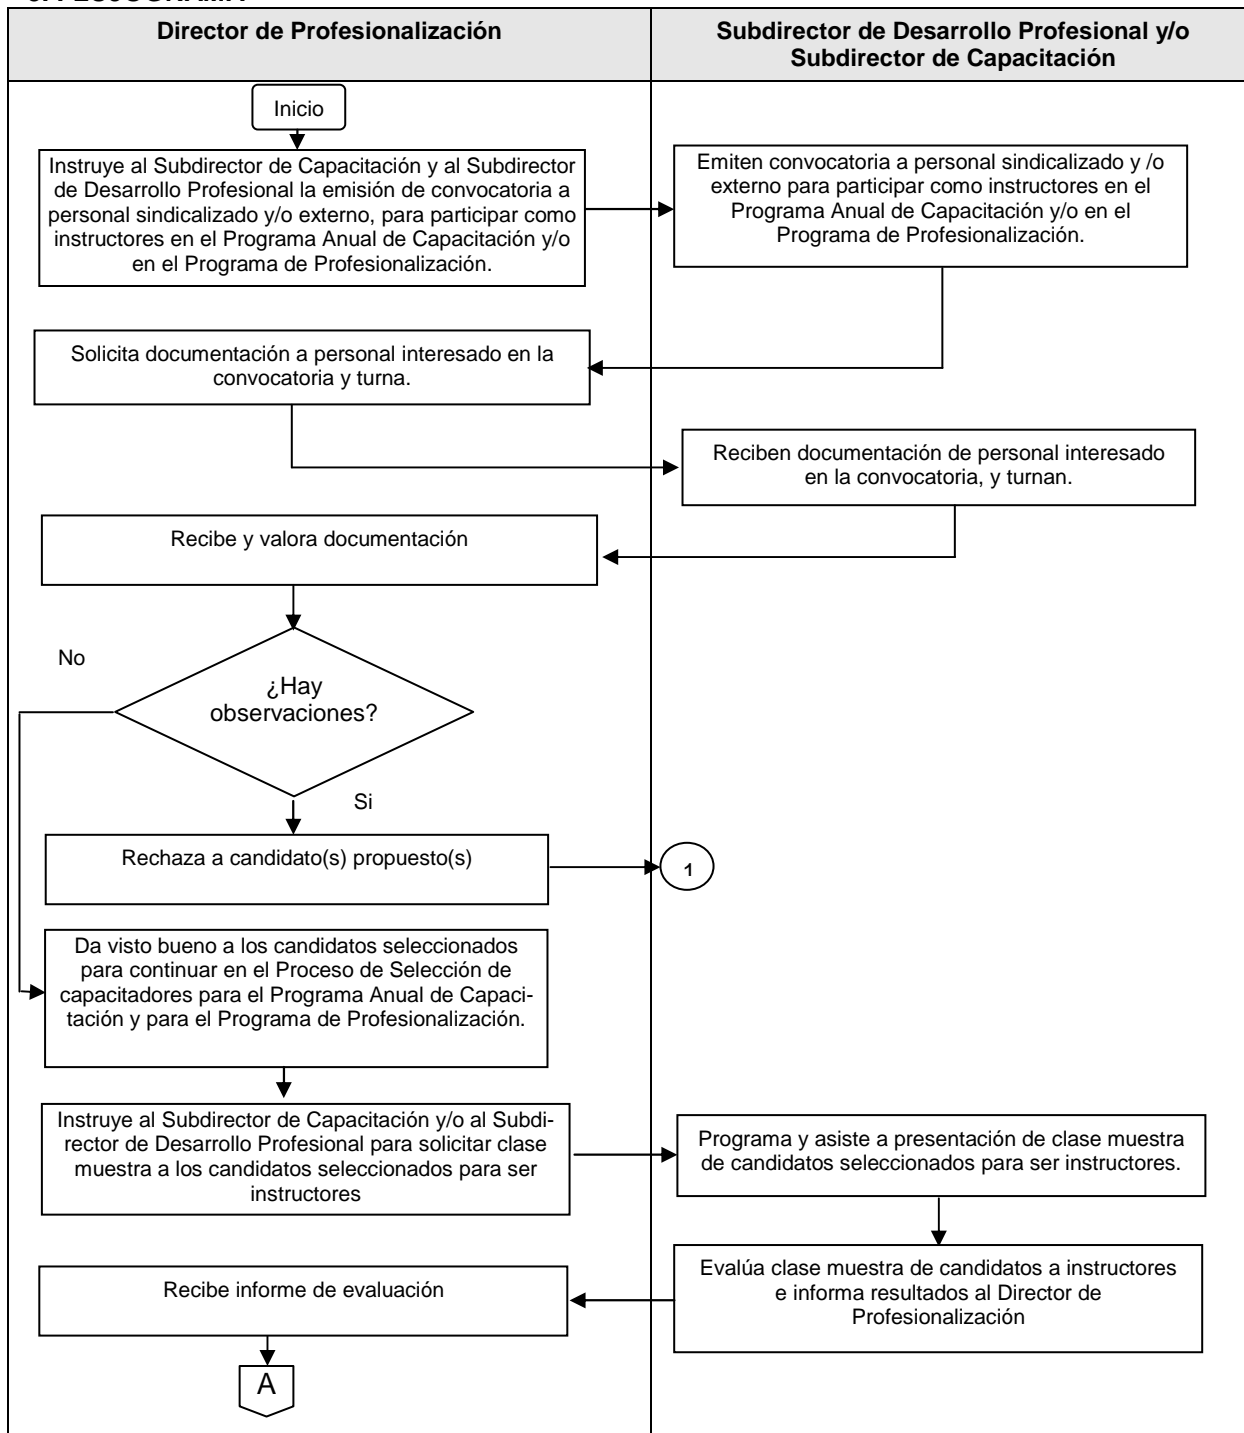 Director de Profesionalización
Subdirector de Desarrollo Profesional y/o
Subdirector de Capacitación
Inicio
Instruye al Subdirector de Capacitación y al Subdirector
de Desarrollo Profesional la emisión de convocatoria a
personal sindicalizado y/o externo, para participar como
instructores en el Programa Anual de Capacitación y/o
en el Programa de Profesionalización.
Emiten convocatoria a personal sindicalizado y /o
externo para participar como instructores en el
Programa Anual de Capacitación y/o en el
Programa de Profesionalización.
Solicita documentación a personal interesado en la
convocatoria y turna.
Reciben documentación de personal interesado
en la convocatoria, y turnan.
Recibe y valora documentación
No
¿Hay
observaciones?
Si
Rechaza a candidato(s) propuesto(s)
1
Da visto bueno a los candidatos seleccionados
para continuar en el Proceso de Selección de
capacitadores para el Programa Anual de Capaci-
tación y para el Programa de Profesionalización.
Instruye al Subdirector de Capacitación y/o al Subdi-
rector de Desarrollo Profesional para solicitar clase
muestra a los candidatos seleccionados para ser
instructores
Programa y asiste a presentación de clase muestra
de candidatos seleccionados para ser instructores.
Evalúa clase muestra de candidatos a instructores
e informa resultados al Director de
Profesionalización
Recibe informe de evaluación
A